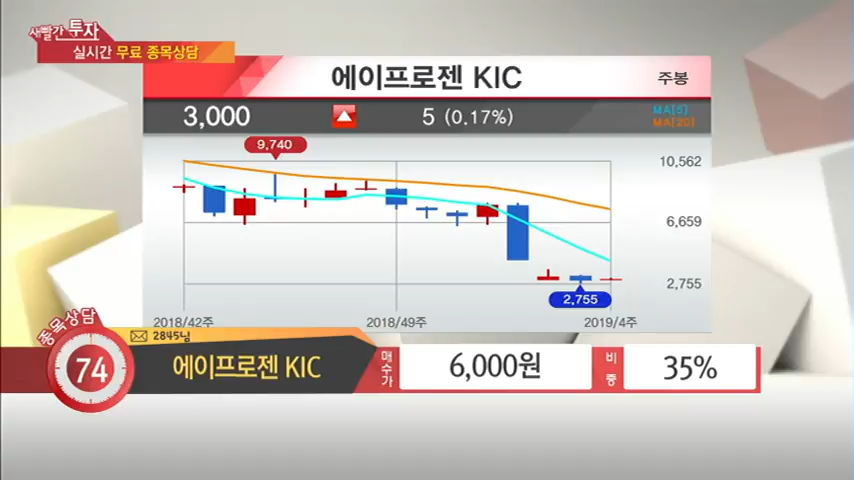 새빨간 투자
실시간 무료 종목상담
에이프로젠 KIC
주봉
3,000
5 (0.17%)
MA[5]
MA[20]
9,740
10,562
6,659
2,755
2,755
2018/42주
2018/49주
2019/4주
종목상담
74
2845님
에이프로젠 KIC
매수가
6,000원
비중
35%